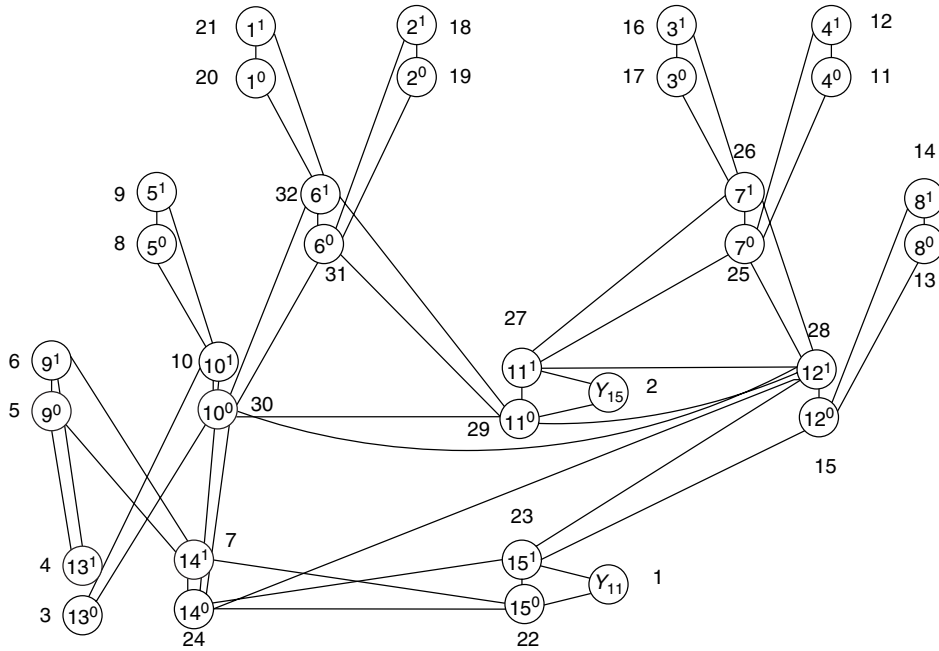 21 1¹ 2¹ 18 16 3¹ 4¹ 12
20 1⁰ 2⁰ 19 17 3⁰ 4⁰ 11
26 14
9 5¹ 32 6¹ 7¹ 8¹
8 5⁰ 6⁰ 7⁰ 8⁰
31 25 13
27 28
6 9¹ 10 10¹ 11¹ 12¹
Y₁₅ 2
5 9⁰ 10⁰ 30 29 11⁰ 12⁰
15
7 23
4 13¹ 14¹ 15¹
Y₁₁ 1
3 13⁰ 14⁰ 15⁰
24 22